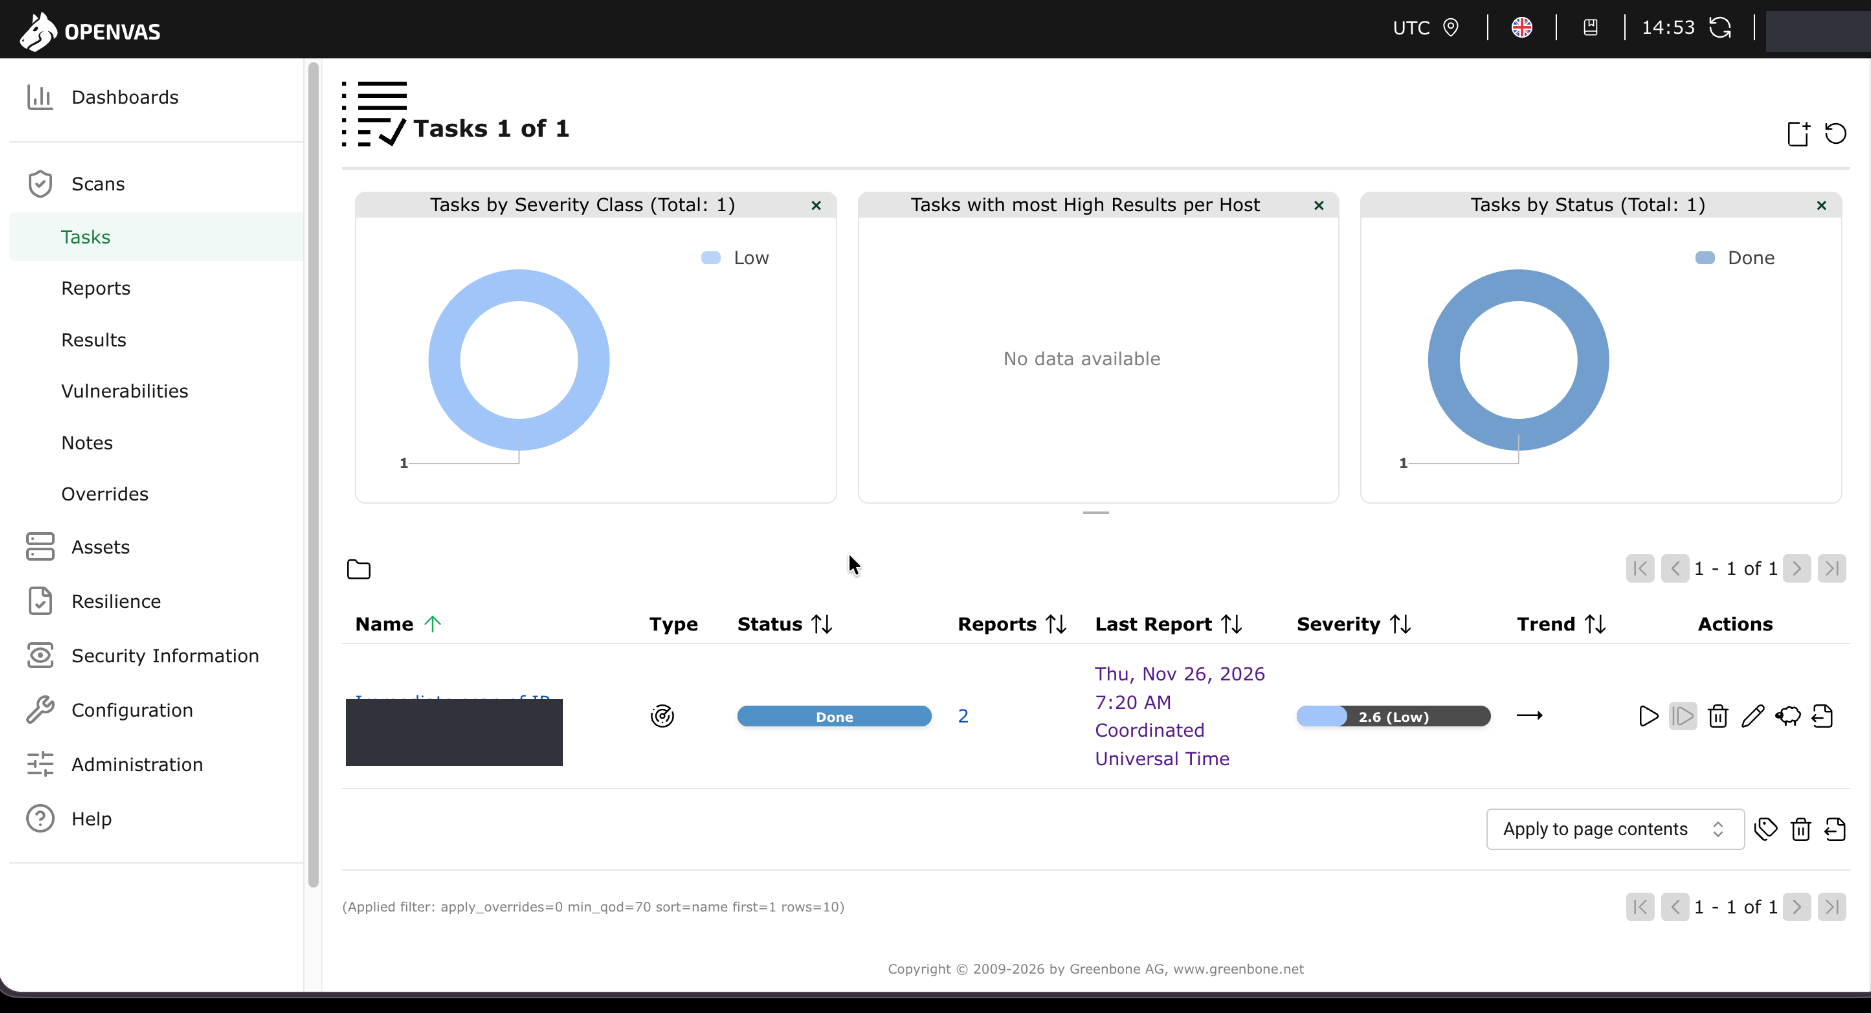 OPENVAS
UTC
14:53
Dashboards
Scans
Tasks
Reports
Results
Vulnerabilities
Notes
Overrides
Assets
Resilience
Security Information
Configuration
Administration
Help
Tasks 1 of 1
Tasks by Severity Class (Total: 1)
Low
1
Tasks with most High Results per Host
No data available
Tasks by Status (Total: 1)
Done
1
1 - 1 of 1
Name Type Status Reports Last Report Severity Trend Actions
Done
2
Thu, Nov 26, 2026
7:20 AM
Coordinated
Universal Time
2.6 (Low)
Apply to page contents
(Applied filter: apply_overrides=0 min_qod=70 sort=name first=1 rows=10)
1 - 1 of 1
Copyright © 2009-2026 by Greenbone AG, www.greenbone.net